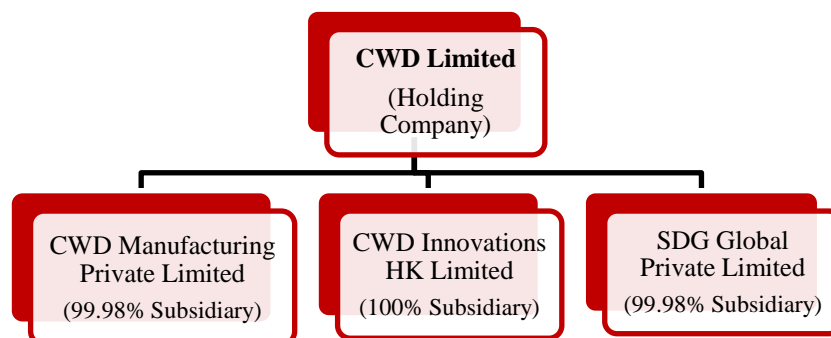 CWD Limited
(Holding
Company)
CWD Manufacturing
Private Limited
(99.98% Subsidiary)
CWD Innovations
HK Limited
(100% Subsidiary)
SDG Global
Private Limited
(99.98% Subsidiary)